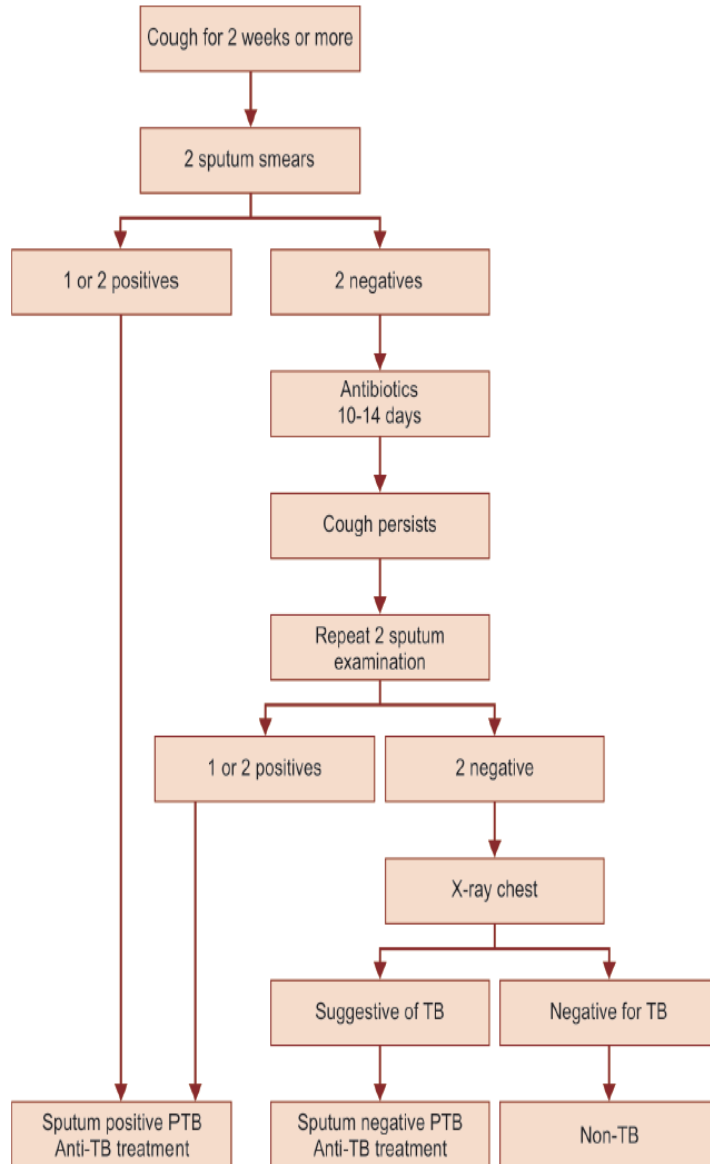 Cough for 2 weeks or more
2 sputum smears
1 or 2 positives
2 negatives
Antibiotics
10-14 days
Cough persists
Repeat 2 sputum
examination
1 or 2 positives
2 negative
X-ray chest
Suggestive of TB
Negative for TB
Sputum positive PTB
Anti-TB treatment
Sputum negative PTB
Anti-TB treatment
Non-TB